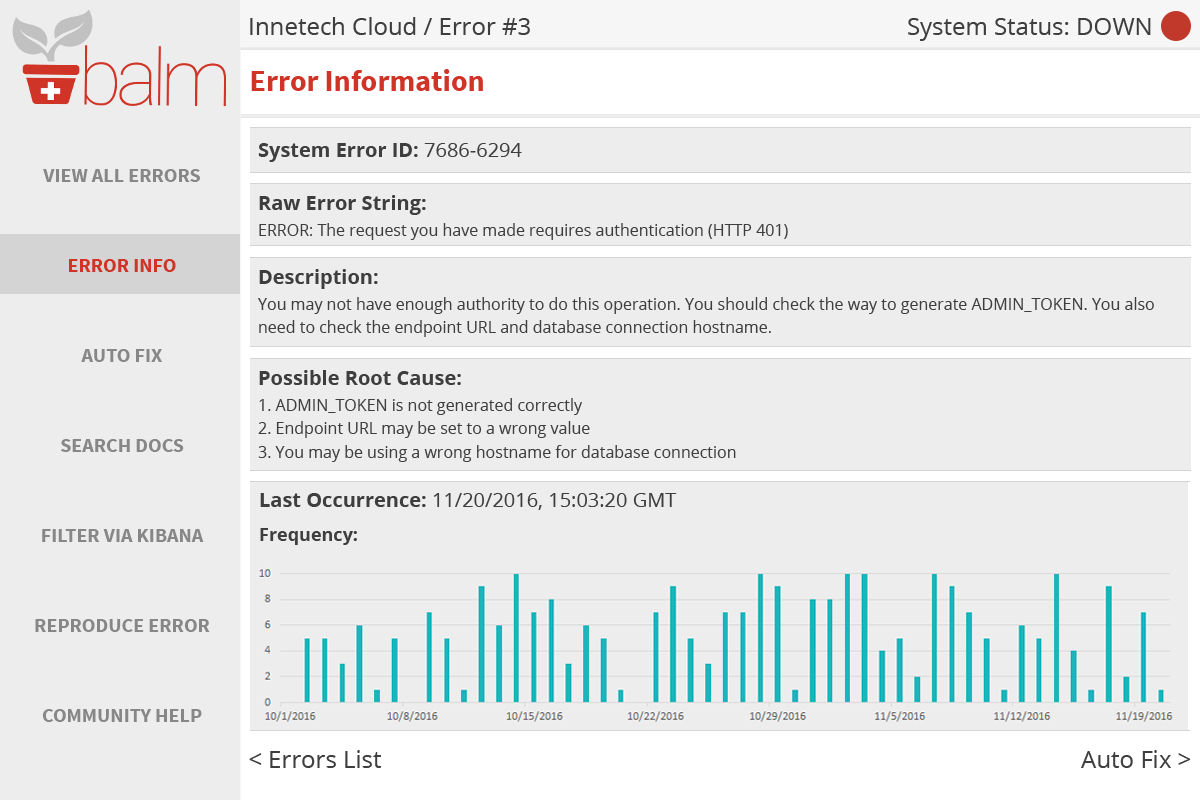 balm
VIEW ALL ERRORS
ERROR INFO
AUTO FIX
SEARCH DOCS
FILTER VIA KIBANA
REPRODUCE ERROR
COMMUNITY HELP
Innetech Cloud / Error #3
System Status: DOWN
Error Information
System Error ID: 7686-6294
Raw Error String:
ERROR: The request you have made requires authentication (HTTP 401)
Description:
You may not have enough authority to do this operation. You should check the way to generate ADMIN_TOKEN. You also
need to check the endpoint URL and database connection hostname.
Possible Root Cause:
1. ADMIN_TOKEN is not generated correctly
2. Endpoint URL may be set to a wrong value
3. You may be using a wrong hostname for database connection
Last Occurrence: 11/20/2016, 15:03:20 GMT
Frequency:
10
8
6
4
2
0
10/1/2016 10/8/2016 10/15/2016 10/22/2016 10/29/2016 11/5/2016 11/12/2016 11/19/2016
< Errors List
Auto Fix >